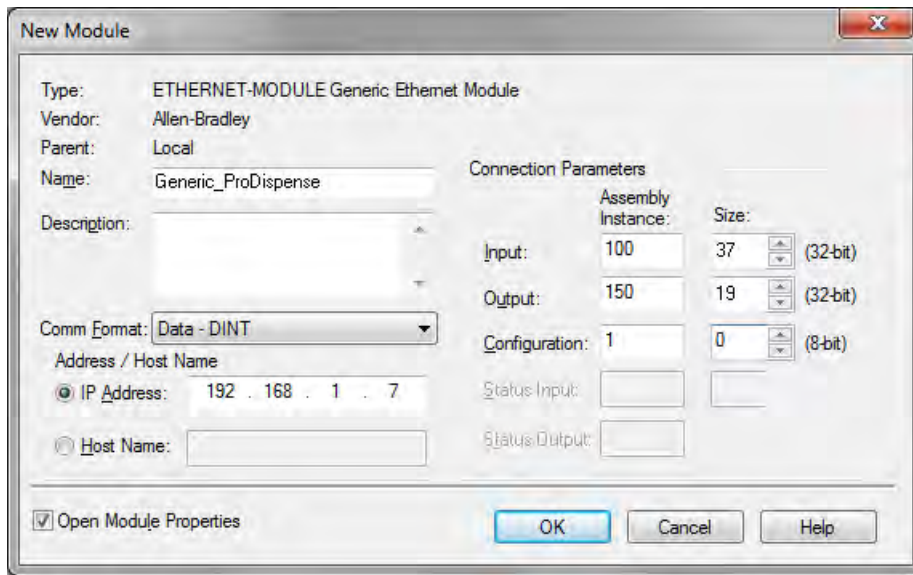 New Module
Type: ETHERNET-MODULE Generic Ethernet Module
Vendor: Allen-Bradley
Parent: Local
Name: Generic_ProDispense
Description:
Comm Format: Data - DINT
Address / Host Name
IP Address: 192 . 168 . 1 . 7
Host Name:
Connection Parameters
Assembly
Instance: Size:
Input: 100 37 (32-bit)
Output: 150 19 (32-bit)
Configuration: 1 0 (8-bit)
Status Input:
Status Output:
Open Module Properties
OK Cancel Help